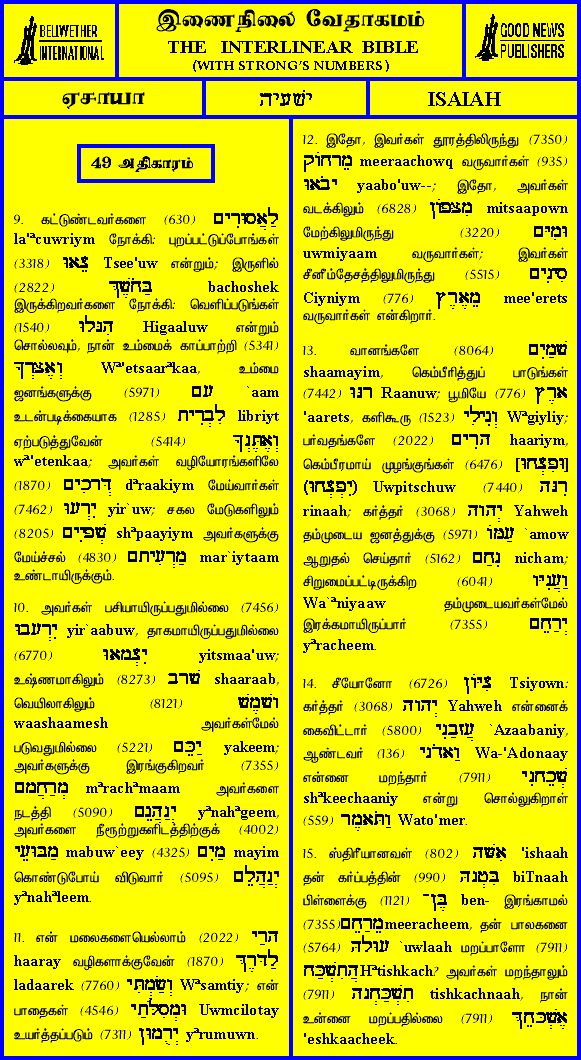 BELIWETHER
INTERNATIONAL
இணைநிலை வேதாகமம்
THE INTERLINEAR BIBLE
(WITH STRONG'S NUMBERS)
GOOD NEWS
PUBLISHERS
ஏசாயா
ישעיה
ISAIAH
49 அதிகாரம்
9. கட்டுண்டவர்களை (630) לַאֲסוּרִים
la'ªcuwriym நோக்கி: புறப்பட்டுப்போங்கள்
(3318) צֵאוּ Tsee'uw என்றும்; இருளில்
(2822) בַּחֹשֶׁךְ bachoshek
இருக்கிறவர்களை நோக்கி: வெளிப்படுங்கள்
(1540) הִגָּלוּ Higaaluw என்றும்
சொல்லவும், நான் உம்மைக் காப்பாற்றி (5341)
וְאֶצָּרְךָ Wª'etsaarªkaa, உம்மை
ஜனங்களுக்கு (5971) עם `aam
உடன்படிக்கையாக (1285) לִבְרִית libriyt
ஏற்படுத்துவேன் (5414) וְאֶתֶּנְךָ
wª'etenkaa; அவர்கள் வழியோரங்களிலே
(1870) דְּרָכִים dªraakiym மேய்வார்கள்
(7462) יִרְעוּ yir`uw; சகல மேடுகளிலும்
(8205) שְׁפָיִים shªpaayiym அவர்களுக்கு
மேய்ச்சல் (4830) מַרְעִיתָם mar`iytaam
உண்டாயிருக்கும்.
10. அவர்கள் பசியாயிருப்பதுமில்லை (7456)
יִרְעָבוּ yir`aabuw, தாகமாயிருப்பதுமில்லை
(6770) יִצְמָאוּ yitsmaa'uw;
உஷ்ணமாகிலும் (8273) שָׁרָב shaaraab,
வெயிலாகிலும் (8121) וָשָׁמֶשׁ
waashaamesh அவர்கள்மேல்
படுவதுமில்லை (5221) יַכֵּם yakeem;
அவர்களுக்கு இரங்குகிறவர் (7355)
מְרַחֲמָם mªrachªmaam அவர்களை
நடத்தி (5090) יְנַהֲגֵם yªnahªgeem,
அவர்களை நீரூற்றுகளிடத்திற்குக் (4002)
מַבּוּעֵי mabuw`eey (4325) מַיִם mayim
கொண்டுபோய் விடுவார் (5095) יְנַהֲלֵם
yªnahªleem.
11. என் மலைகளையெல்லாம் (2022) הָרַי
haaray வழிகளாக்குவேன் (1870) לַדָּרֶךְ
ladaarek (7760) וְשַׂמְתִּי Wªsamtiy; என்
பாதைகள் (4546) וּמְסִלֹּתַי Uwmcilotay
உயர்த்தப்படும் (7311) יְרֻמוּן yªrumuwn.
12. இதோ, இவர்கள் தூரத்திலிருந்து (7350)
מֵרָחוֹק meeraachowq வருவார்கள் (935)
יָבֹאוּ yaabo'uw--; இதோ, அவர்கள்
வடக்கிலும் (6828) מִצָּפוֹן mitsaapown
மேற்கிலுமிருந்து (3220) וּמִיָּם
uwmiyaam வருவார்கள்; இவர்கள்
சீனீம்தேசத்திலுமிருந்து (5515) סִינִים
Ciyniym (776) מֵאֶרֶץ mee'erets
வருவார்கள் என்கிறார்.
13. வானங்களே (8064) שָׁמַיִם
shaamayim, கெம்பீரித்துப் பாடுங்கள்
(7442) רָנּוּ Raanuw; பூமியே (776) אָרֶץ
'aarets, களிகூரு (1523) וְגִילִי Wªgiyliy;
பர்வதங்களே (2022) הָרִים haariym,
கெம்பீரமாய் முழங்குங்கள் (6476) [וּפִצְחוּ]
(יִפְצְחוּ) Uwpitschuw (7440) רִנָּה
rinaah; கர்த்தர் (3068) יְהוָה Yahweh
தம்முடைய ஜனத்துக்கு (5971) עַמּוֹ `amow
ஆறுதல் செய்தார் (5162) נִחַם nicham;
சிறுமைப்பட்டிருக்கிற (6041) וַעֲנִיָּו
Wa`ªniyaaw தம்முடையவர்கள்மேல்
இரக்கமாயிருப்பார் (7355) יְרַחֵם
yªracheem.
14. சீயோனோ (6726) צִיּוֹן Tsiyown:
கர்த்தர் (3068) יְהוָה Yahweh என்னைக்
கைவிட்டார் (5800) עֲזָבַנִי `Azaabaniy,
ஆண்டவர் (136) וַאדֹנָי Wa-'Adonaay
என்னை மறந்தார் (7911) שְׁכֵחָנִי
shªkeechaaniy என்று சொல்லுகிறாள்
(559) וַתֹּאמֶר Wato'mer.
15. ஸ்திரீயானவள் (802) אִשָּׁה 'ishaah
தன் கர்ப்பத்தின் (990) בִּטְנָהּ biTnaah
பிள்ளைக்கு (1121) בֶּן־ ben- இரங்காமல்
(7355)מֵרַחֵם meeracheem, தன் பாலகனை
(5764) עוּלָהּ `uwlaah மறப்பாளோ (7911)
הֲתִשְׁכַּח Hªtishkach? அவர்கள் மறந்தாலும்
(7911) תִשְׁכַּחְנָה tishkachnaah, நான்
உன்னை மறப்பதில்லை (7911) אֶשְׁכָּחֵךְ
'eshkaacheek.